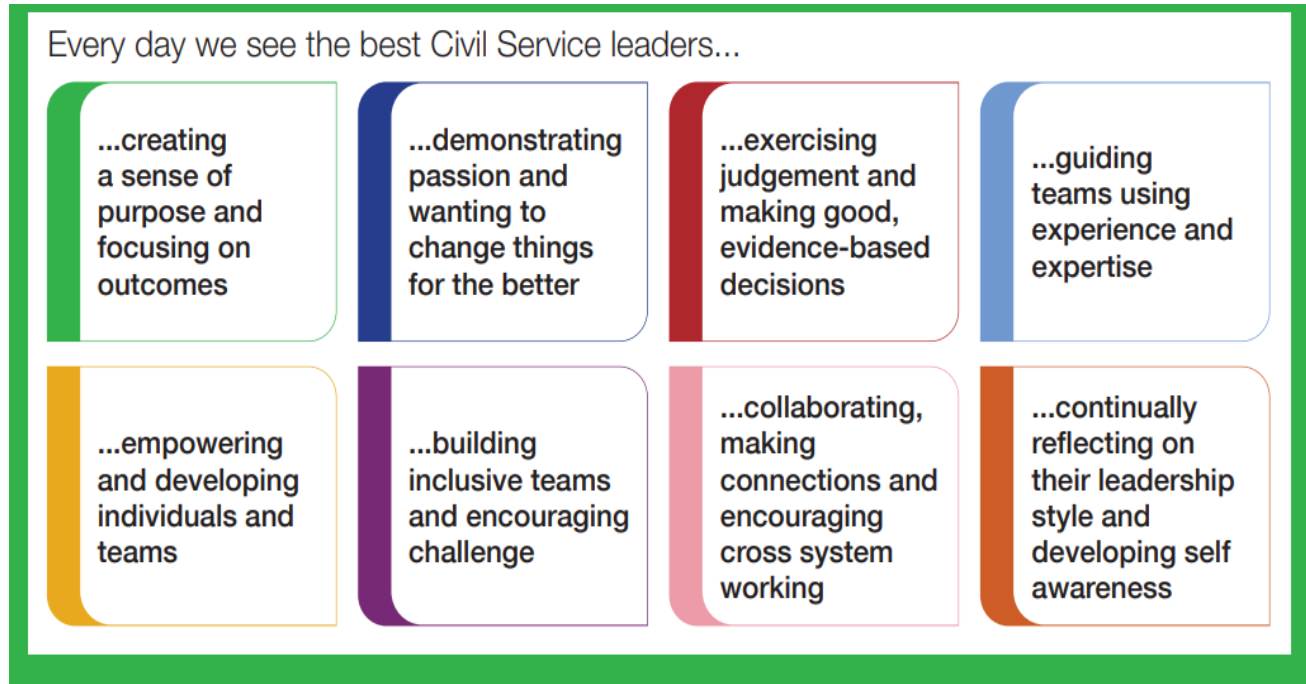 Every day we see the best Civil Service leaders...
...creating
a sense of
purpose and
focusing on
outcomes
...demonstrating
passion and
wanting to
change things
for the better
...exercising
judgement and
making good,
evidence-based
decisions
...guiding
teams using
experience and
expertise
...empowering
and developing
individuals and
teams
...building
inclusive teams
and encouraging
challenge
...collaborating,
making
connections and
encouraging
cross system
working
...continually
reflecting on
their leadership
style and
developing self
awareness